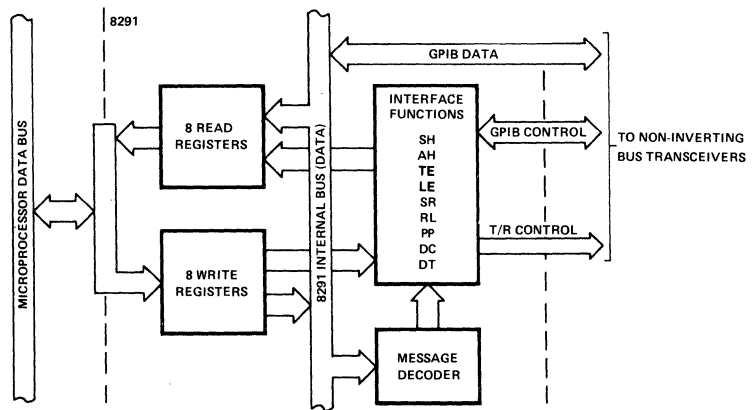 8291
MICROPROCESSOR DATA BUS
8 READ
REGISTERS
8 WRITE
REGISTERS
8291 INTERNAL BUS (DATA)
GPIB DATA
INTERFACE
FUNCTIONS
SH
AH
TE
LE
SR
RL
PP
DC
DT
GPIB CONTROL
T/R CONTROL
TO NON-INVERTING
BUS TRANSCEIVERS
MESSAGE
DECODER